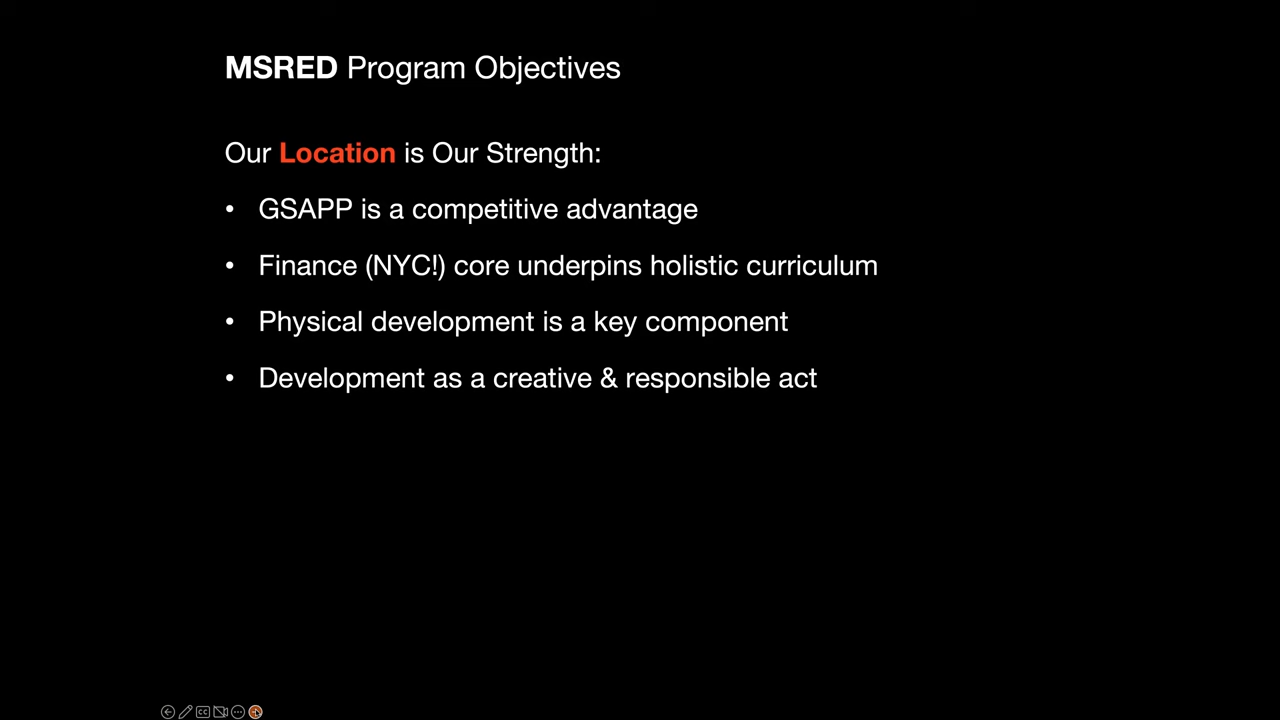 MSRED Program Objectives
Our Location is Our Strength:
• GSAPP is a competitive advantage
• Finance (NYC!) core underpins holistic curriculum
• Physical development is a key component
• Development as a creative & responsible act
CC